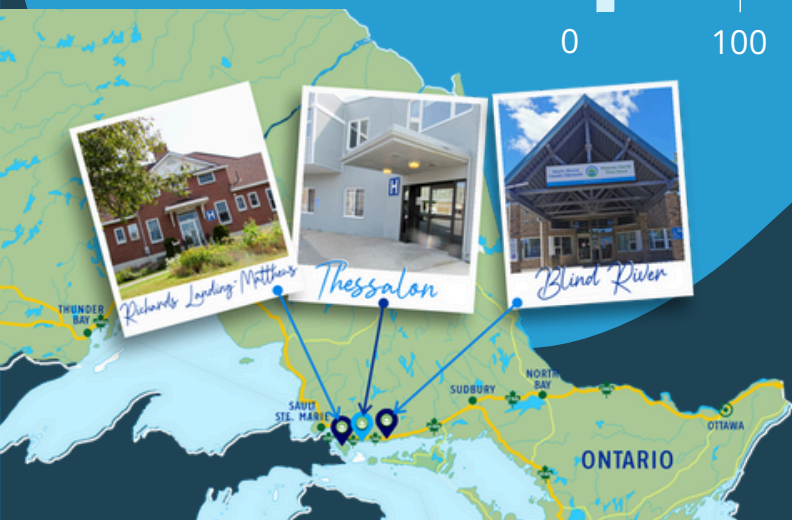 0
100
H
H
Richards Landing-Matthews
Thessalon
Blind River
THUNDER
BAY
SAULT
STE. MARIE
SUDBURY
NORTH
BAY
OTTAWA
ONTARIO